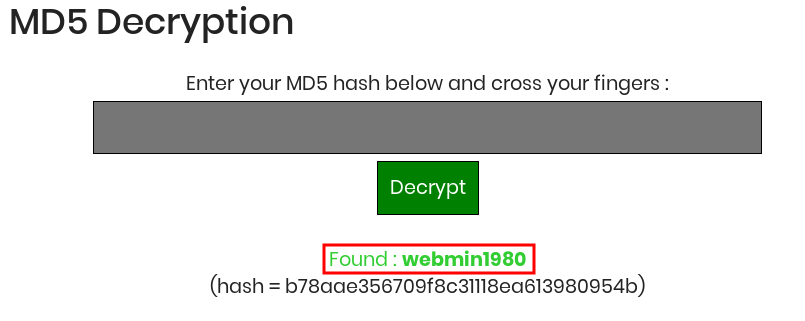 MD5 Decryption
Enter your MD5 hash below and cross your fingers :
Decrypt
Found : webmin1980
(hash = b78aae356709f8c31118ea613980954b)